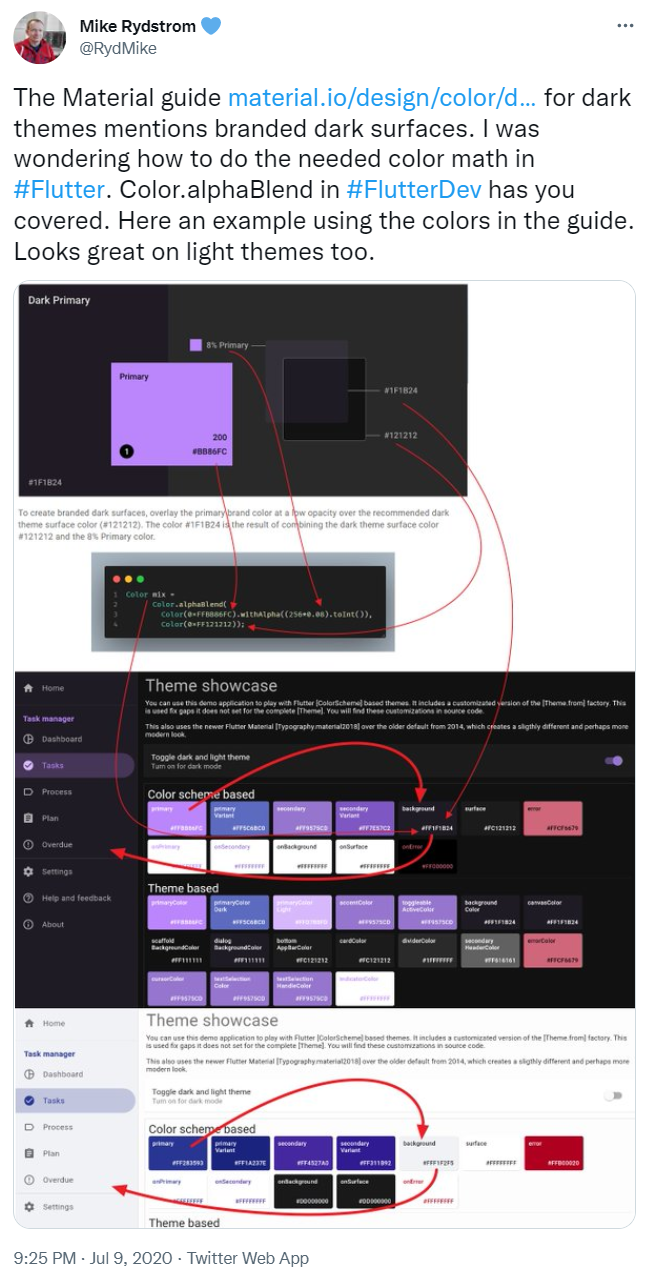 Mike Rydstrom 💙
@RydMike
The Material guide material.io/design/color/d... for dark
themes mentions branded dark surfaces. I was
wondering how to do the needed color math in
#Flutter. Color.alphaBlend in #FlutterDev has you
covered. Here an example using the colors in the guide.
Looks great on light themes too.
Dark Primary
8% Primary
Primary
#1F1B24
200
#121212
1
#BB86FC
#1F1B24
To create branded dark surfaces, overlay the primary brand color at a low opacity over the recommended dark
theme surface color (#121212). The color #1F1B24 is the result of combining the dark theme surface color
#121212 and the 8% Primary color.
1 Color mix =
2 Color.alphaBlend(
3 Color(0×FFBB86FC).withAlpha((256*0.08).toInt()),
4 Color(0×FF121212));
Home
Task manager
Dashboard
Tasks
Process
Plan
Overdue
Settings
Help and feedback
About
Theme showcase
You can use this demo application to play with Flutter [ColorScheme] based themes. It includes a customizated version of the [Theme.from] factory. This
is used fix gaps it does not set for the complete [Theme]. You will find these customizations in source code.
This also uses the newer Flutter Material [Typography.material2018] over the older default from 2014, which creates a sligthly different and perhaps more
modern look.
Toggle dark and light theme
Turn on for dark mode
Color scheme based
primary
#FFBB86FC
primary
Variant
#FF5C6BC0
secondary
#FF9575CD
secondary
Variant
#FF7E57C2
background
#FF1F1B24
surface
#FC121212
error
#FFCF6679
onPrimary
onSecondary
#FFFFFFFF
onBackground
#FFFFFFFF
onSurface
#FFFFFFFF
onError
Theme based
primaryColor
#FFBB86FC
primaryColor
Dark
#FF5C6BC0
primaryColor
Light
accentColor
#FF9575CD
toggleable
ActiveColor
#FF9575CD
background
Color
#FF1F1B24
canvasColor
#FF1F1B24
scaffold
BackgroundColor
#FF111111
dialog
BackgroundColor
#FF111111
bottom
AppBarColor
#FC121212
cardColor
#FC121212
dividerColor
#1FFFFFFF
secondary
HeaderColor
#FF616161
errorColor
#FFCF6679
cursorColor
#FF9575CD
textSelection
Color
#FF9575CD
textSelection
HandleColor
#FF9575CD
indicatorColor
#FFFFFFFF
Home
Task manager
Dashboard
Tasks
Process
Plan
Overdue
Settings
Theme showcase
You can use this demo application to play with Flutter [ColorScheme] based themes. It includes a customizated version of the [Theme.from] factory. This
is used fix gaps it does not set for the complete [Theme]. You will find these customizations in source code.
This also uses the newer Flutter Material [Typography.material2018] over the older default from 2014, which creates a sligthly different and perhaps more
modern look.
Toggle dark and light theme
Turn on for dark mode
Color scheme based
primary
#FF283593
primary
Variant
#FF1A237E
secondary
#FF4527A0
secondary
Variant
#FF311B92
background
#FFF1F2F5
surface
#FFFFFFFF
error
#FFB00020
onPrimary
#FFFFFFFF
onSecondary
#FFFFFFFF
onBackground
#DD000000
onSurface
#DD000000
onError
#FFFFFFFF
Theme based
9:25 PM · Jul 9, 2020 · Twitter Web App